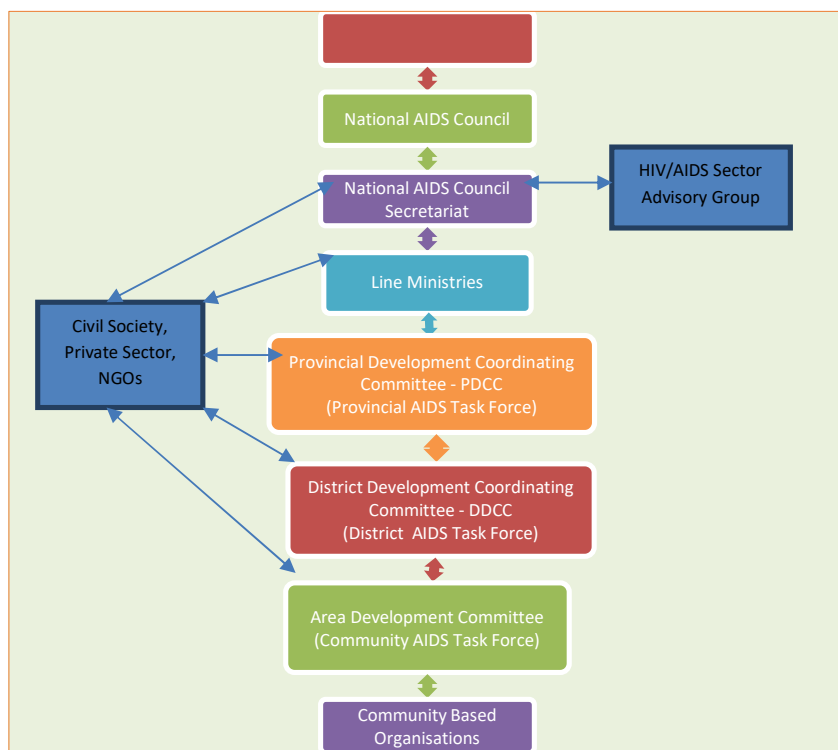 National AIDS Council
National AIDS Council
Secretariat
HIV/AIDS Sector
Advisory Group
Line Ministries
Civil Society,
Private Sector,
NGOs
Provincial Development Coordinating
Committee - PDCC
(Provincial AIDS Task Force)
District Development Coordinating
Committee - DDCC
(District AIDS Task Force)
Area Development Committee
(Community AIDS Task Force)
Community Based
Organisations